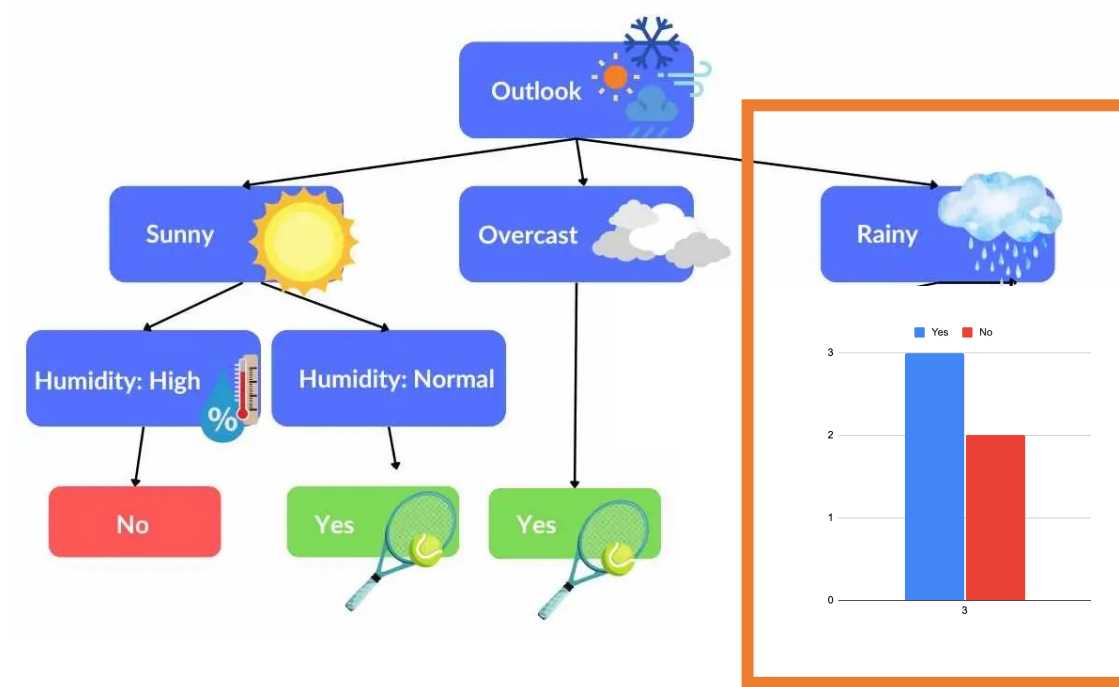 Outlook
Sunny
Overcast
Rainy
Humidity: High
%
Humidity: Normal
No
Yes
Yes
Yes No
3
2
1
0
3